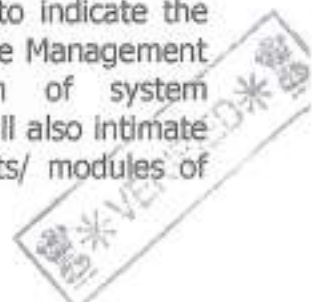 to indicate the
e Management
of system
ll also intimate
ts/ modules of
*VERIFIED*